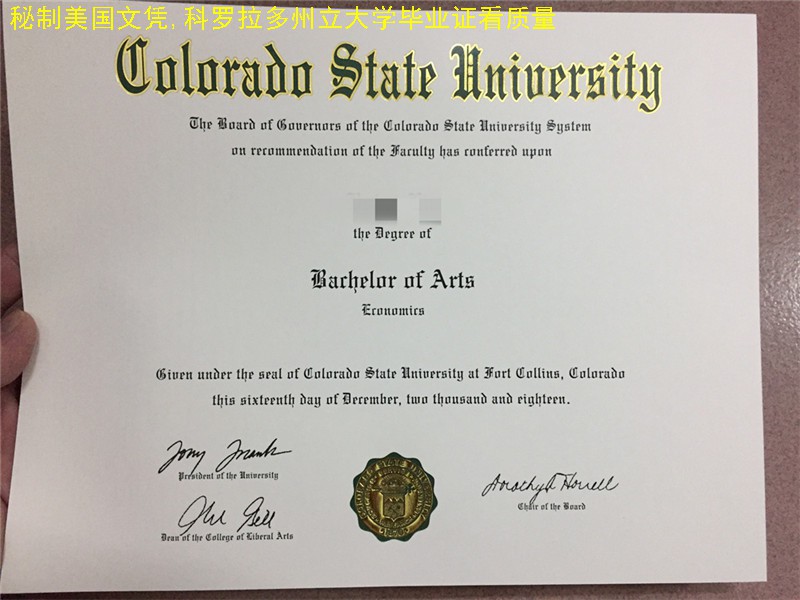 秘制美国文凭, 科罗拉多州立大学毕业证看质量
Colorado State University
The Board of Governors of the Colorado State University System
on recommendation of the Faculty has conferred upon
the Degree of
Bachelor of Arts
Economics
Given under the seal of Colorado State University at Fort Collins, Colorado
this sixteenth day of December, two thousand and eighteen.
Tony Frank
President of the University
Dean of the College of Liberal Arts
Chair of the Board